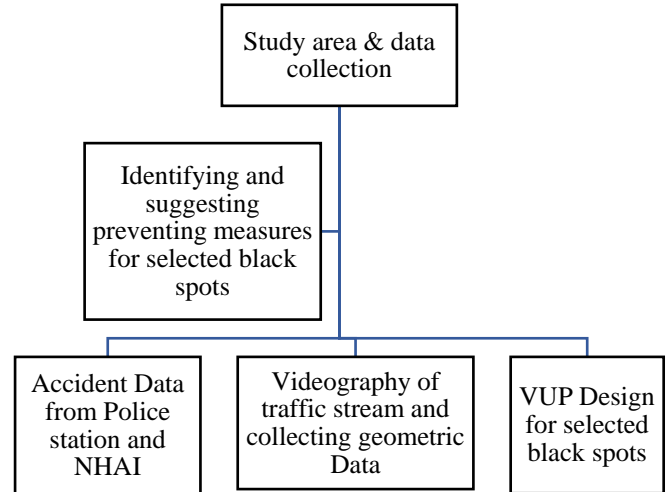 Study area & data
collection
Identifying and
suggesting
preventing measures
for selected black
spots
Accident Data
from Police
station and
NHAI
Videography of
traffic stream and
collecting geometric
Data
VUP Design
for selected
black spots